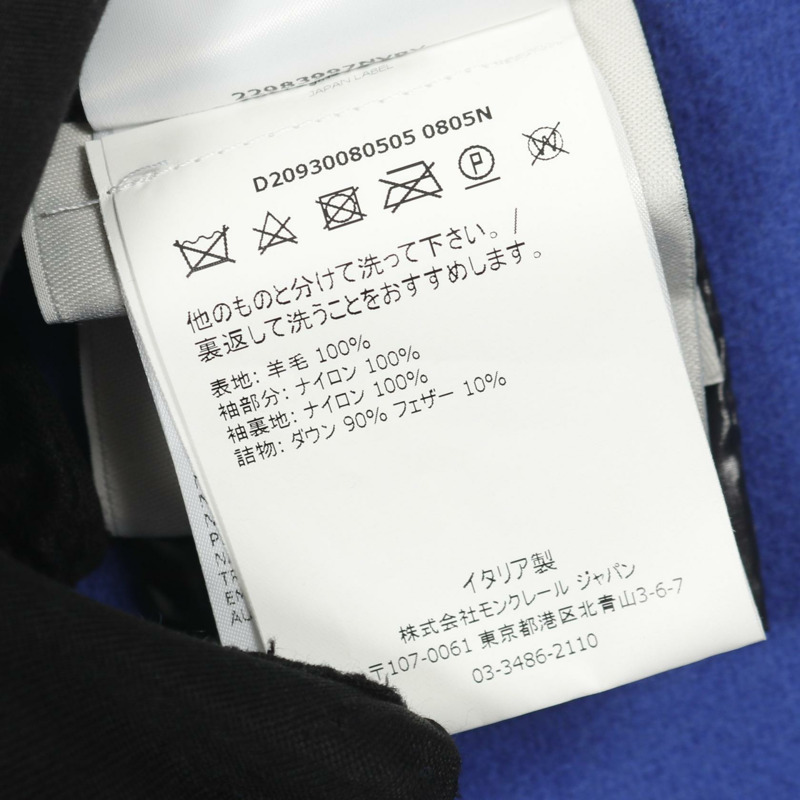 JAPAN LABEL
D20930080505 0805N
他のものと分けて洗って下さい。/
裏返して洗うことをおすすめします。
表地: 羊毛 100%
袖部分: ナイロン 100%
袖裏地: ナイロン 100%
詰物: ダウン 90% フェザー 10%
イタリア製
株式会社モンクレール ジャパン
〒107-0061 東京都港区北青山3-6-7
03-3486-2110